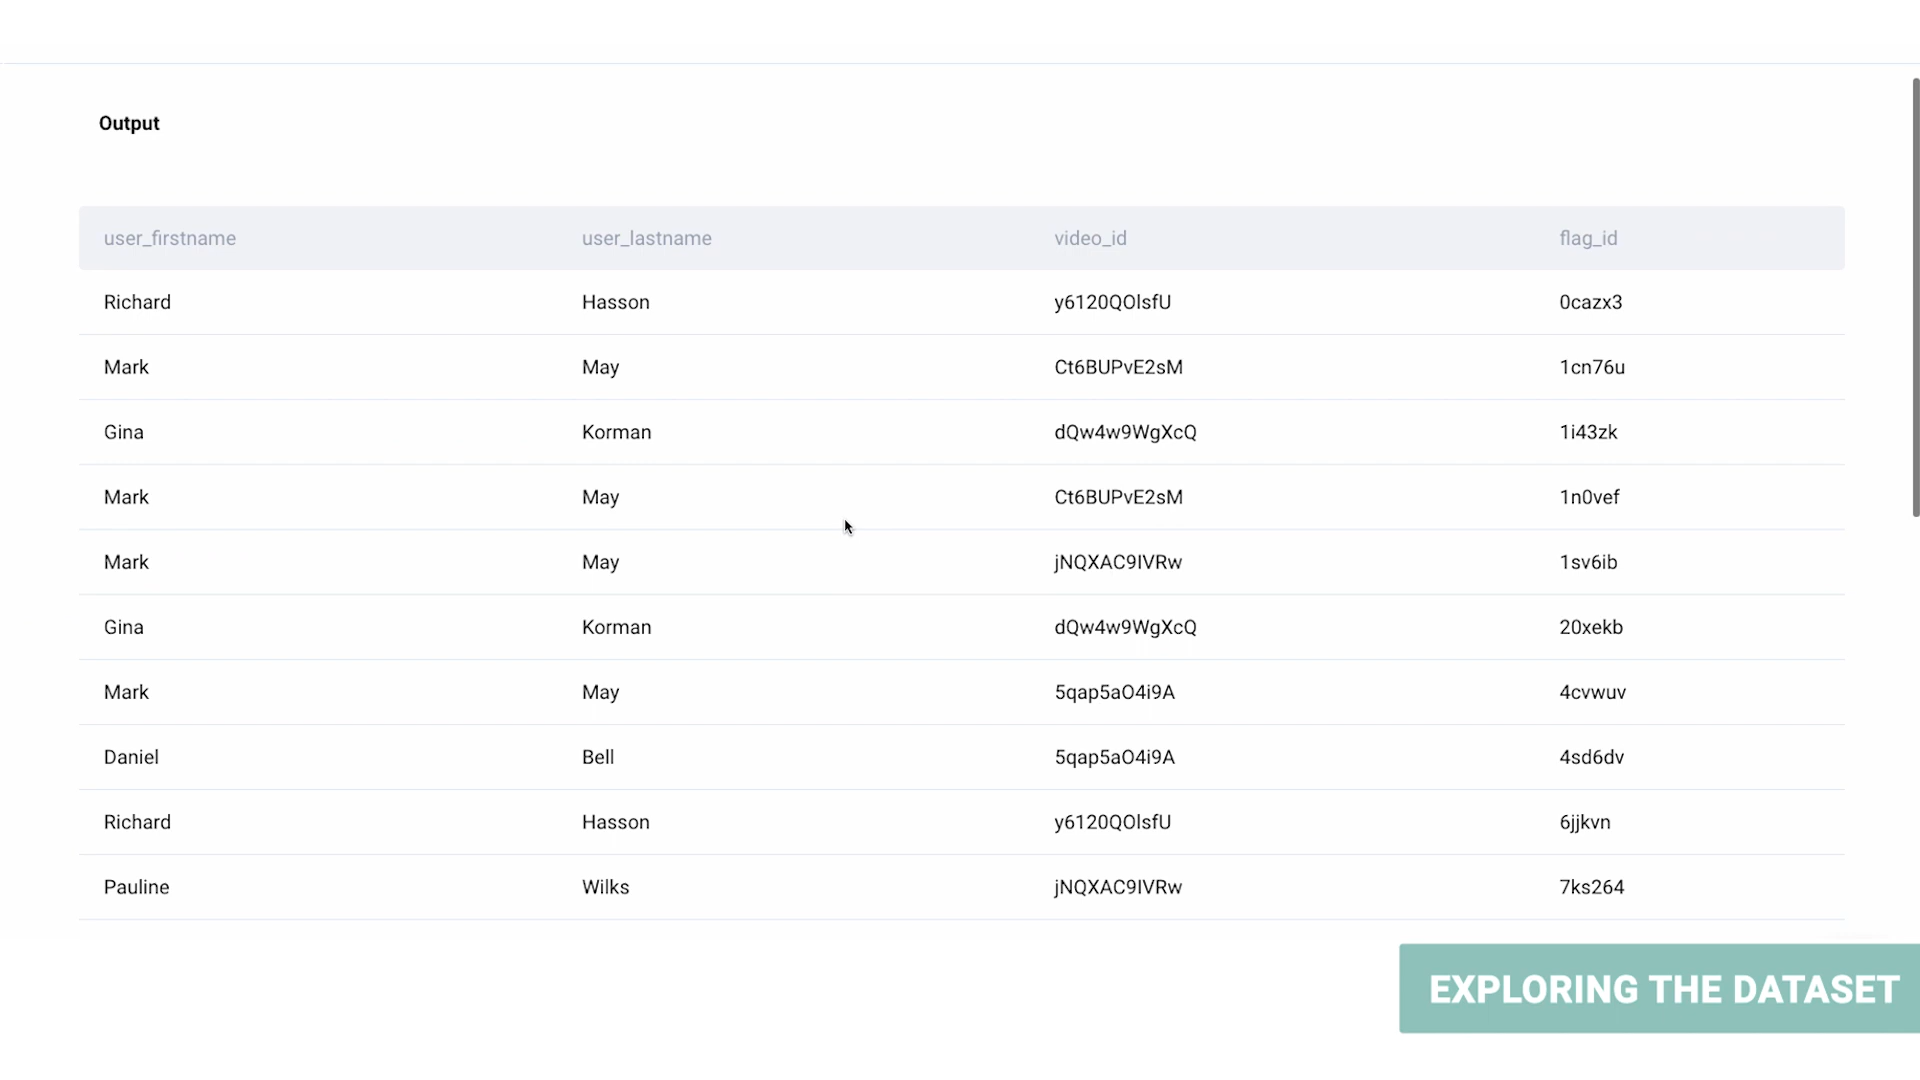 Output
user_firstname user_lastname video_id flag_id
Richard Hasson y6120QOlsfU 0cazx3
Mark May Ct6BUPvE2sM 1cn76u
Gina Korman dQw4w9WgXcQ 1i43zk
Mark May Ct6BUPvE2sM 1n0vef
Mark May jNQXAC9IVRw 1sv6ib
Gina Korman dQw4w9WgXcQ 20xekb
Mark May 5qap5aO4i9A 4cvwuv
Daniel Bell 5qap5aO4i9A 4sd6dv
Richard Hasson y6120QOlsfU 6jjkvn
Pauline Wilks jNQXAC9IVRw 7ks264
EXPLORING THE DATASET